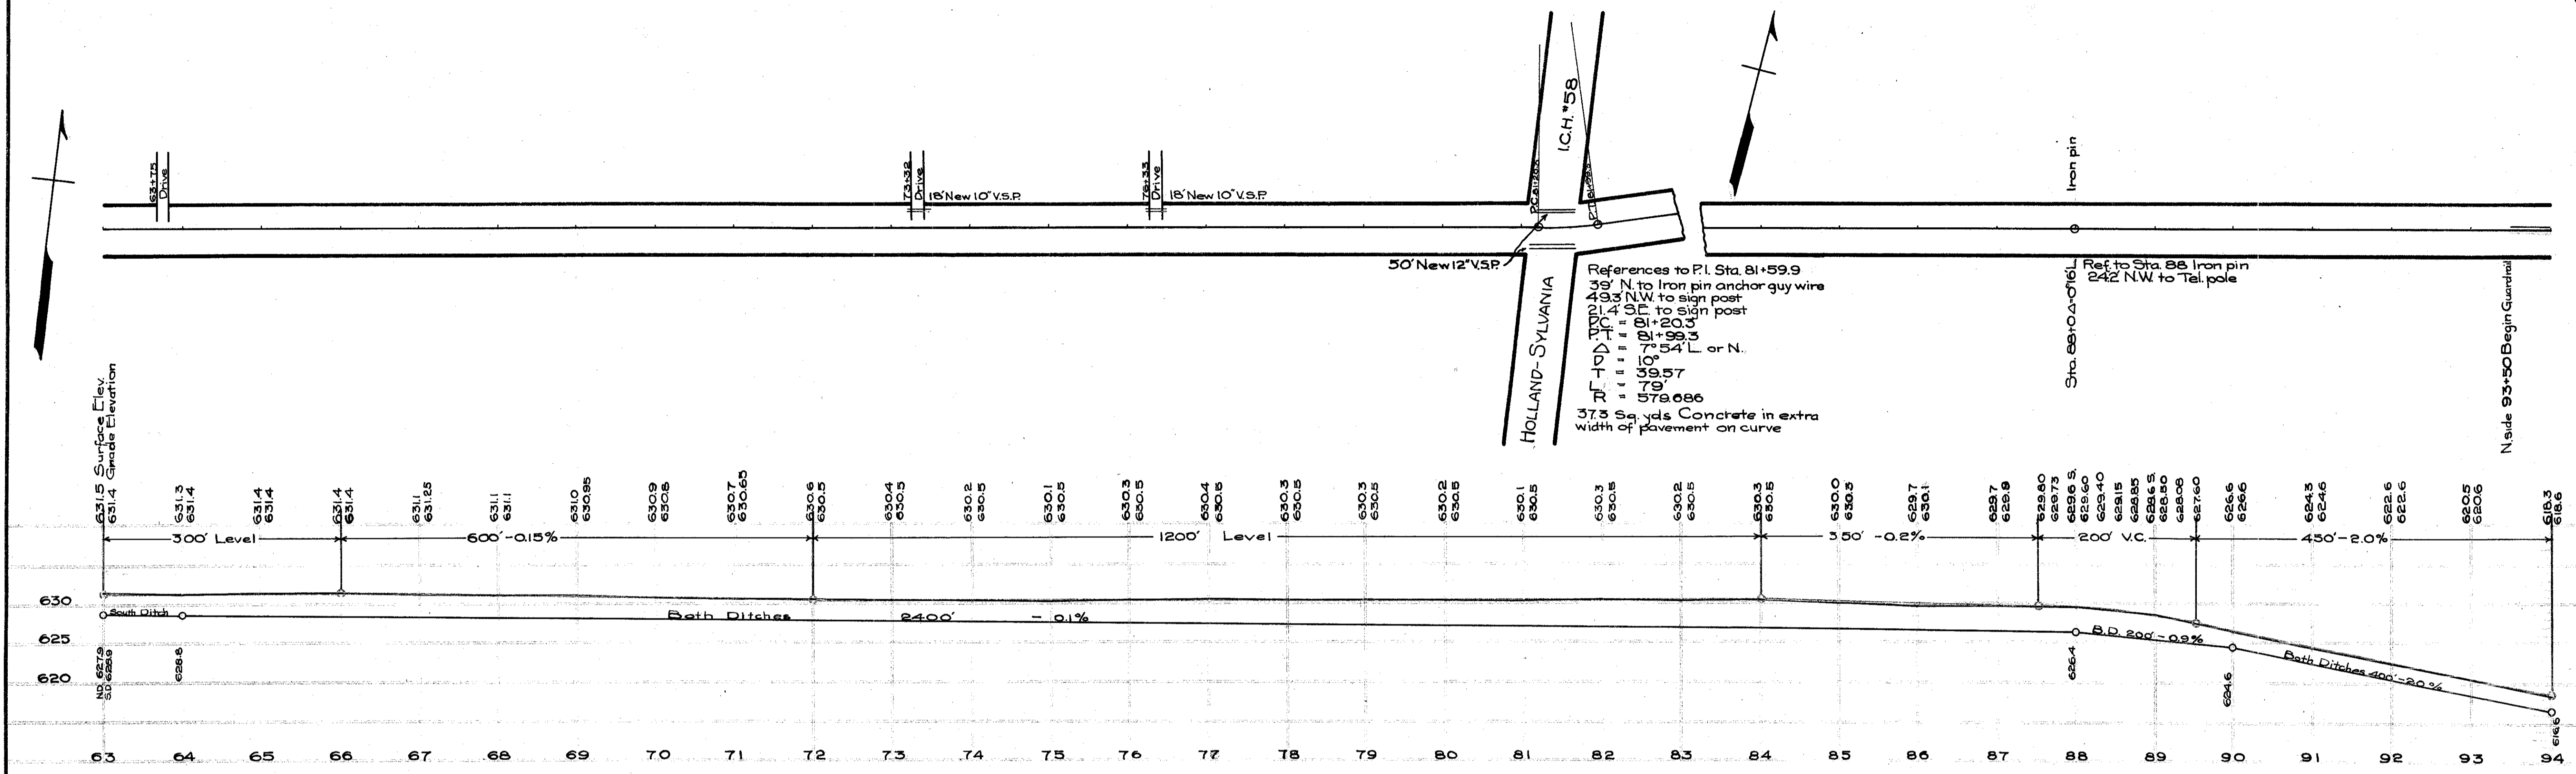 I.C.H. #58
63+75
Drive
73+32
Drive
18' New 10" V.S.P.
76+33
Drive
18' New 10" V.S.P.
P.C. 81+20.3
P.T. 81+99.3
Iron pin
50' New 12" V.S.P.
HOLLAND-SYLVANIA
References to P.I. Sta. 81+59.9
39' N. to Iron pin anchor guy wire
49.3' N.W. to sign post
21.4' S.E. to sign post
P.C. = 81+20.3
P.T. = 81+99.3
Δ = 7°54' L. or N.
D = 10°
T = 39.57
L = 79'
R = 579.686
37.3 Sq. yds Concrete in extra
width of pavement on curve
Sta. 88+0 Δ-0°16' L
Ref. to Sta. 88 Iron pin
24.2' N.W. to Tel. pole
N. side 93+50 Begin Guardrail
631.5 Surface Elev.
631.4 Grade Elevation
631.3
631.4
631.4
631.4
631.4
631.4
631.1
631.25
631.1
631.1
631.0
630.95
630.9
630.8
630.7
630.65
630.6
630.5
630.4
630.5
630.2
630.5
630.1
630.5
630.3
630.5
630.4
630.5
630.3
630.5
630.3
630.5
630.2
630.5
630.1
630.5
630.3
630.5
630.2
630.5
630.3
630.5
630.0
630.3
629.7
630.1
629.7
629.9
629.80
629.73
629.6 S.
629.60
629.40
629.15
628.85
628.6 S.
628.50
628.08
627.60
626.6
626.6
624.3
624.6
622.6
622.6
620.5
620.6
618.3
618.6
300' Level
600' -0.15%
1200' Level
350' -0.2%
200' V.C.
450' -2.0%
630
625
620
South Ditch
Both Ditches 2400' - 0.1%
B.D. 200' -0.9%
Both Ditches 400' -2.0%
N.D. 627.9
S.D. 628.9
628.8
626.4
624.6
616.6
63 64 65 66 67 68 69 70 71 72 73 74 75 76 77 78 79 80 81 82 83 84 85 86 87 88 89 90 91 92 93 94